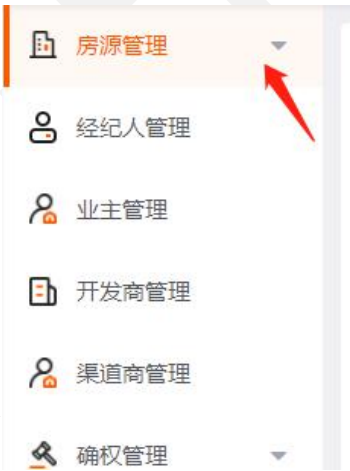 房源管理
经纪人管理
业主管理
开发商管理
渠道商管理
确权管理